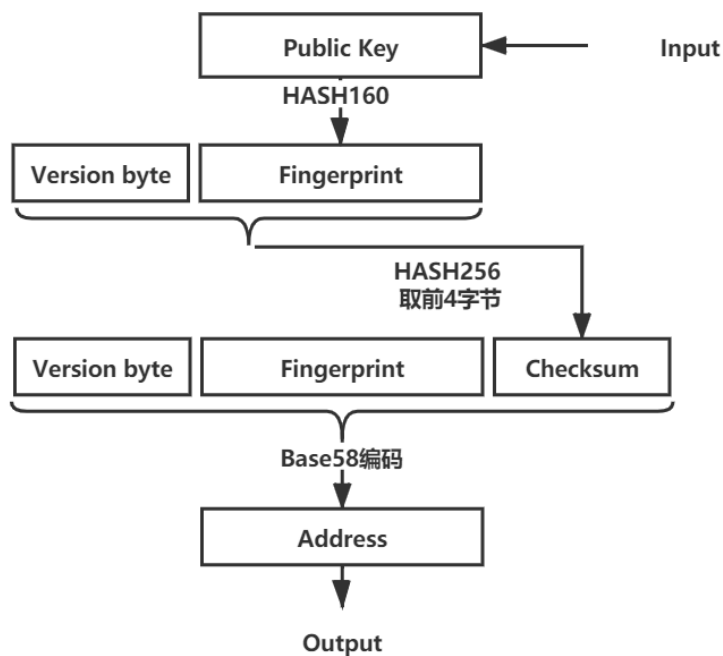 Public Key
Input
HASH160
Version byte
Fingerprint
HASH256
取前4字节
Version byte
Fingerprint
Checksum
Base58编码
Address
Output